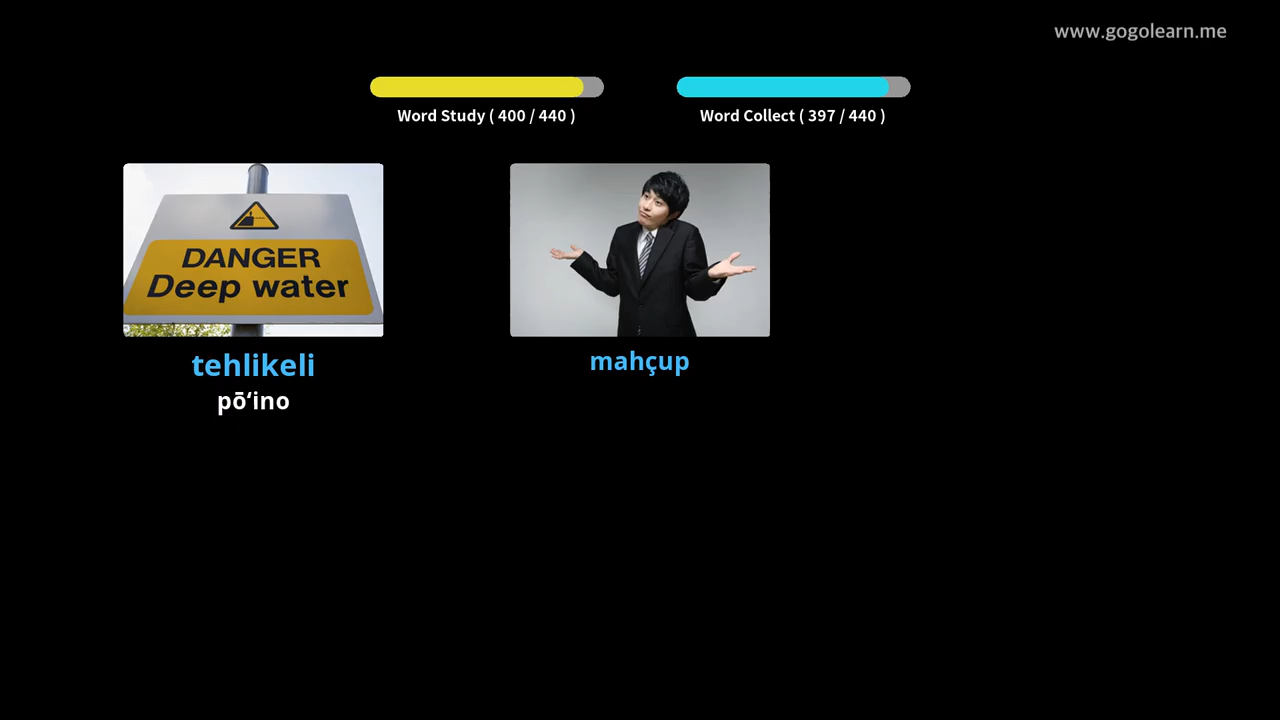 www.gogolearn.me
Word Study ( 400 / 440 )
Word Collect ( 397 / 440 )
DANGER
Deep water
tehlikeli
pōʻino
mahçup